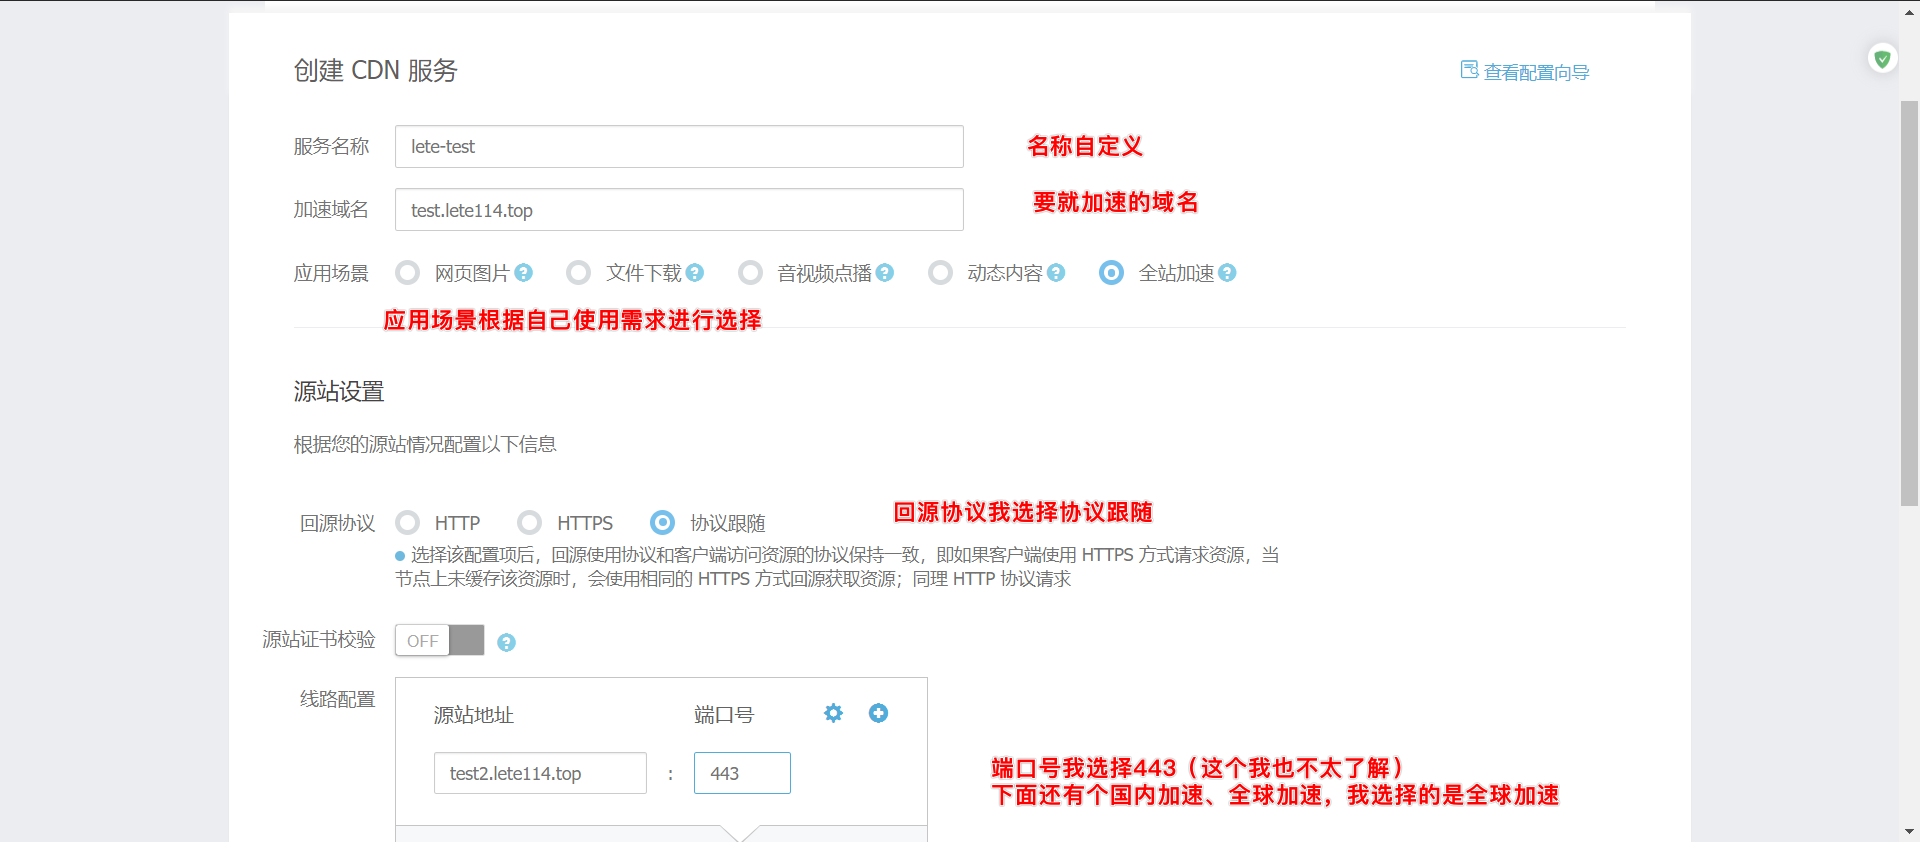 创建 CDN 服务
查看配置向导
服务名称 lete-test 名称自定义
加速域名 test.lete114.top 要就加速的域名
应用场景 网页图片 ? 文件下载 ? 音视频点播 ? 动态内容 ? 全站加速 ?
应用场景根据自己使用需求进行选择
源站设置
根据您的源站情况配置以下信息
回源协议 HTTP HTTPS 协议跟随 回源协议我选择协议跟随
选择该配置项后，回源使用协议和客户端访问资源的协议保持一致，即如果客户端使用 HTTPS 方式请求资源，当
节点上未缓存该资源时，会使用相同的 HTTPS 方式回源获取资源；同理 HTTP 协议请求
源站证书校验 OFF ?
线路配置
源站地址 端口号
test2.lete114.top : 443
端口号我选择443（这个我也不太了解）
下面还有个国内加速、全球加速，我选择的是全球加速